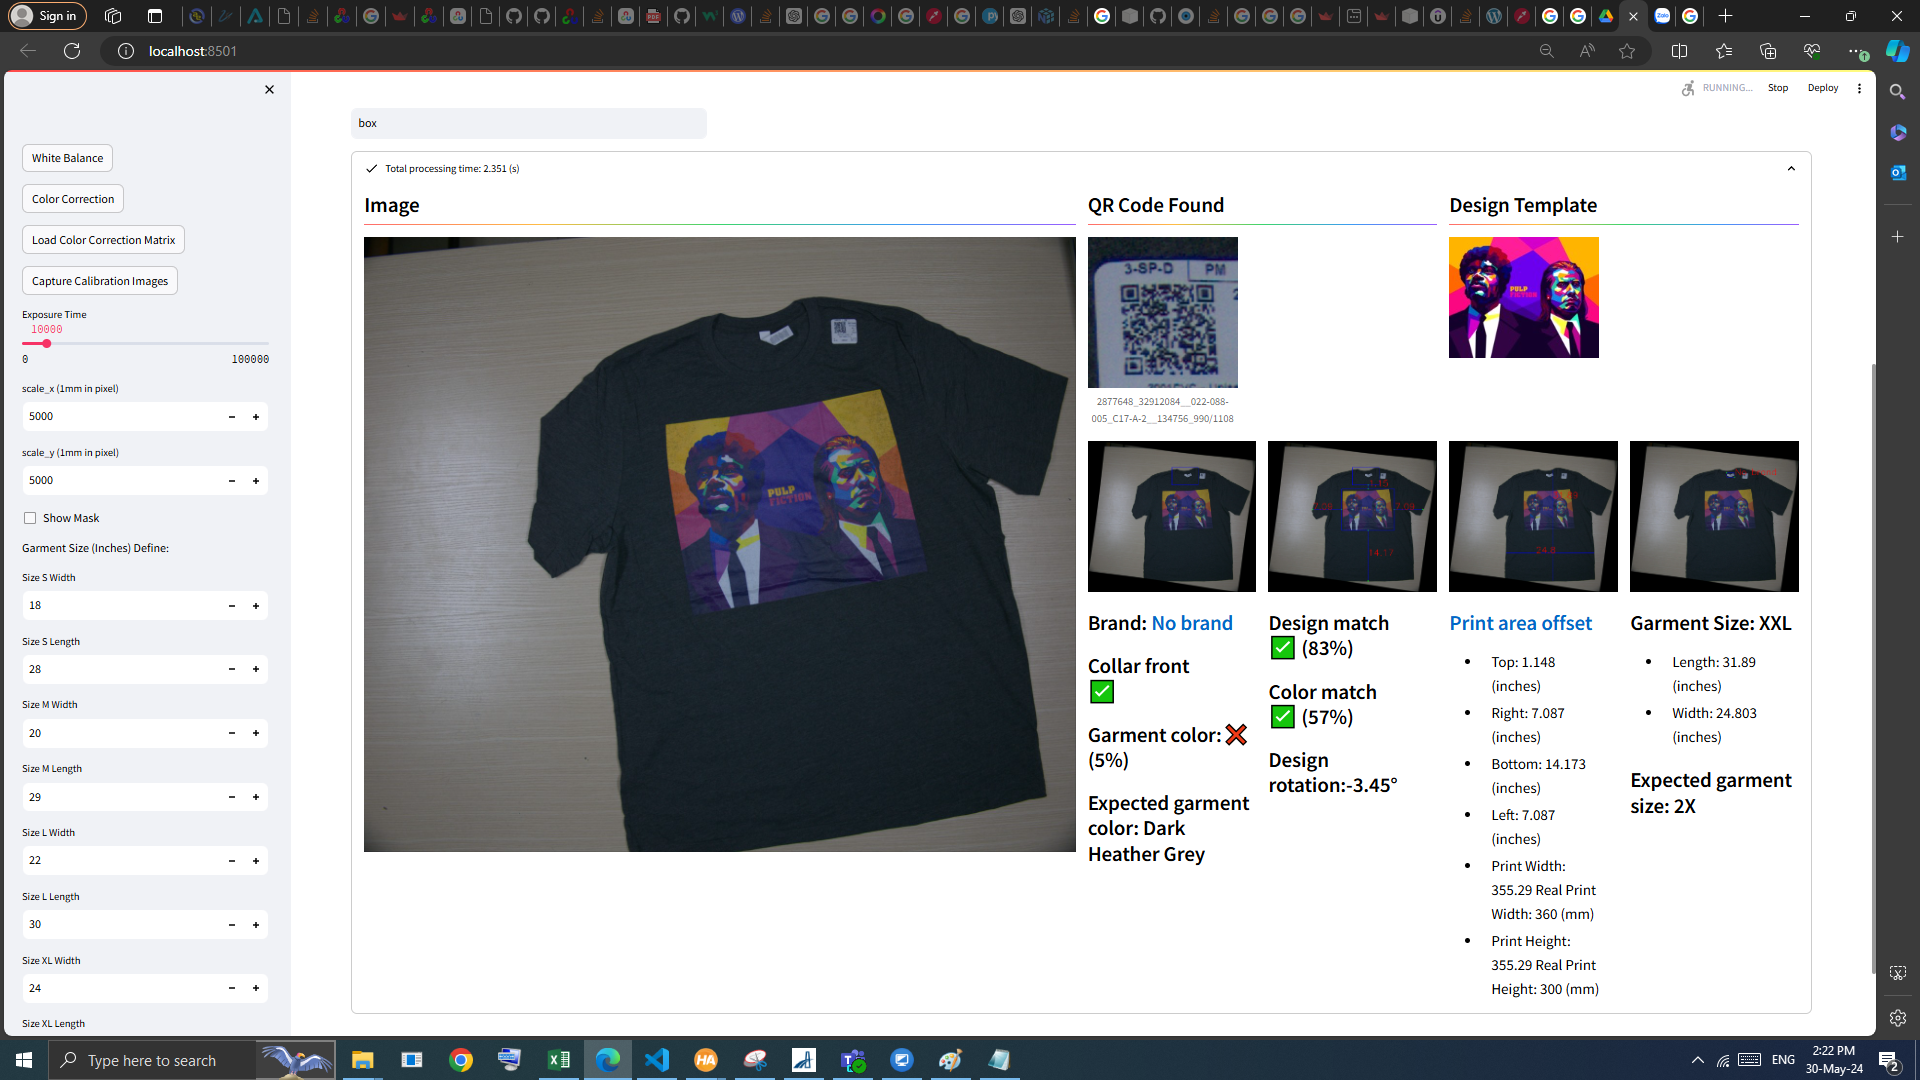 Sign in
localhost:8501
RUNNING...
Stop
Deploy
White Balance
Color Correction
Load Color Correction Matrix
Capture Calibration Images
Exposure Time
10000
0
100000
scale_x (1mm in pixel)
5000
scale_y (1mm in pixel)
5000
Show Mask
Garment Size (Inches) Define:
Size S Width
18
Size S Length
28
Size M Width
20
Size M Length
29
Size L Width
22
Size L Length
30
Size XL Width
24
Size XL Length
box
Total processing time: 2.351 (s)
Image
PULP
FICTION
QR Code Found
3-SP-D
PM
2877648_32912084__022-088-
005_C17-A-2__134756_990/1108
Design Template
PULP
FICTION
14.17
24.8
Brand: No brand
Collar front
Garment color:
(5%)
Expected garment
color: Dark
Heather Grey
Design match
(83%)
Color match
(57%)
Design
rotation:-3.45°
Print area offset
Top: 1.148
(inches)
Right: 7.087
(inches)
Bottom: 14.173
(inches)
Left: 7.087
(inches)
Print Width:
355.29 Real Print
Width: 360 (mm)
Print Height:
355.29 Real Print
Height: 300 (mm)
Garment Size: XXL
Length: 31.89
(inches)
Width: 24.803
(inches)
Expected garment
size: 2X
Type here to search
ENG
2:22 PM
30-May-24
2